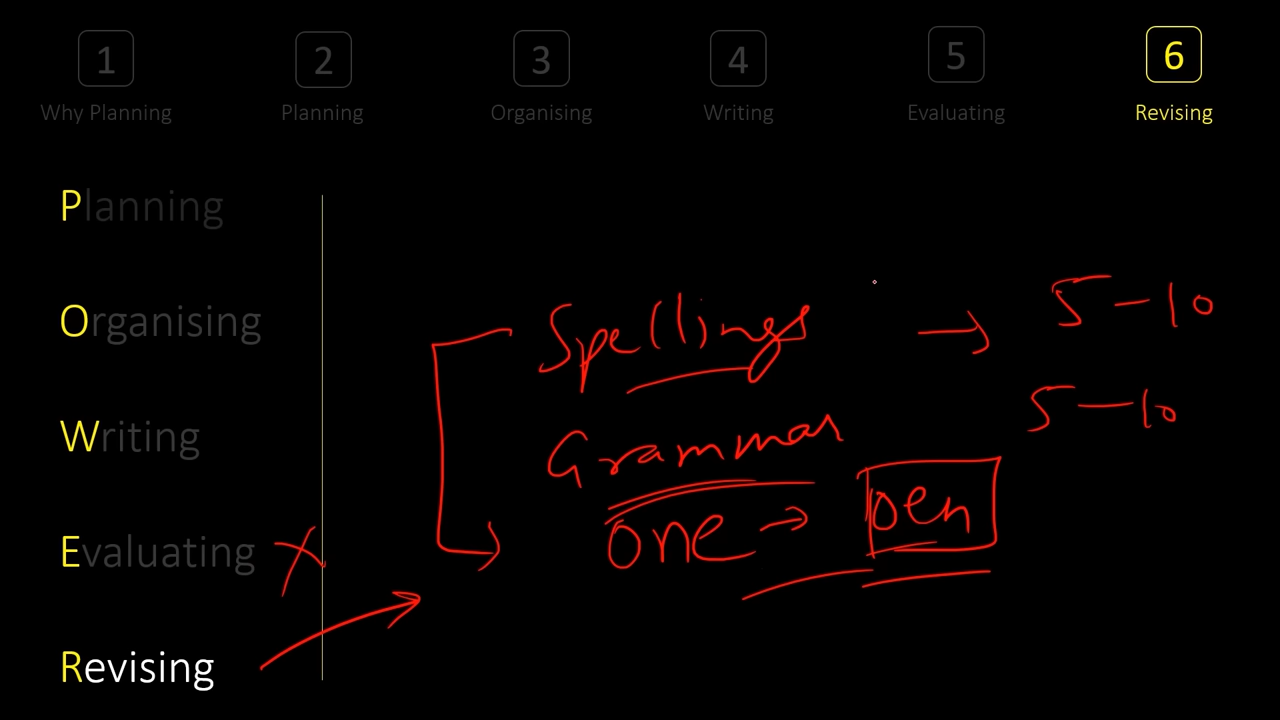 1 2 3 4 5 6
Why Planning Planning Organising Writing Evaluating Revising
Planning
Organising
Spellings → 5-10
Writing
Grammar 5-10
one → oen
Evaluating X
Revising